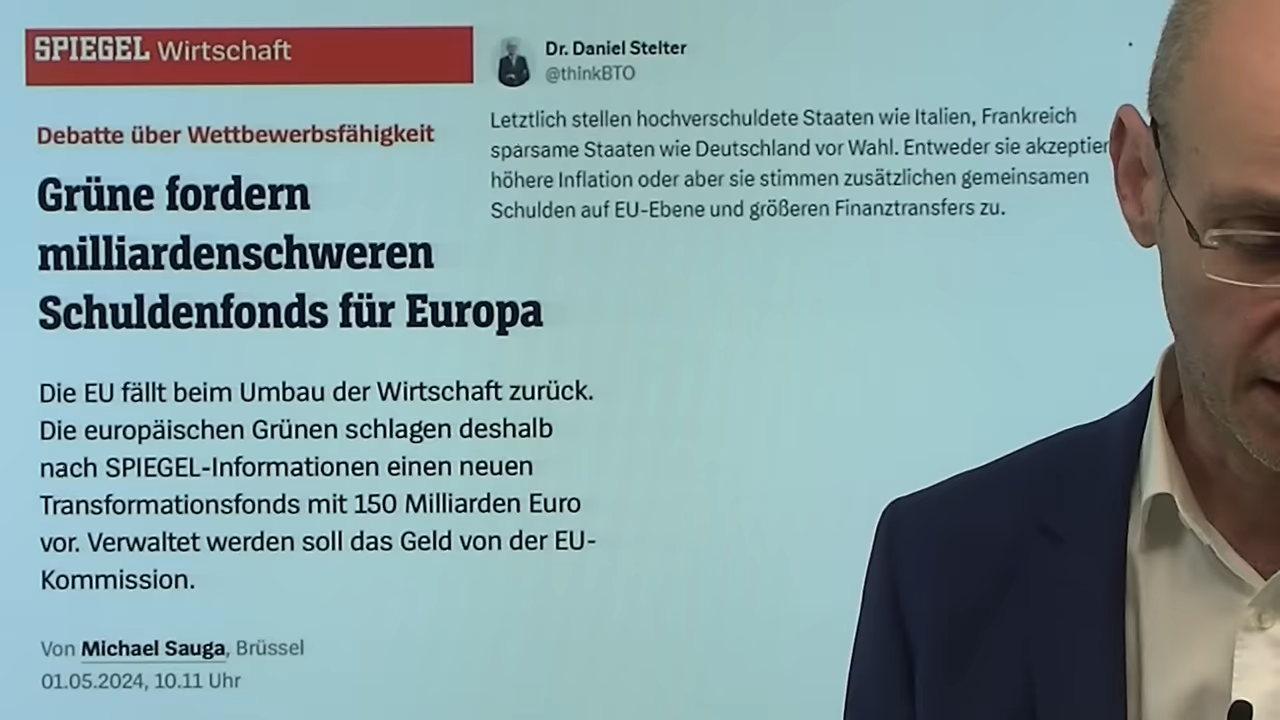 SPIEGEL Wirtschaft
Debatte über Wettbewerbsfähigkeit
Grüne fordern
milliardenschweren
Schuldenfonds für Europa
Die EU fällt beim Umbau der Wirtschaft zurück.
Die europäischen Grünen schlagen deshalb
nach SPIEGEL-Informationen einen neuen
Transformationsfonds mit 150 Milliarden Euro
vor. Verwaltet werden soll das Geld von der EU-
Kommission.
Von Michael Sauga, Brüssel
01.05.2024, 10.11 Uhr
Dr. Daniel Stelter
@thinkBTO
Letztlich stellen hochverschuldete Staaten wie Italien, Frankreich
sparsame Staaten wie Deutschland vor Wahl. Entweder sie akzeptier
höhere Inflation oder aber sie stimmen zusätzlichen gemeinsamen
Schulden auf EU-Ebene und größeren Finanztransfers zu.